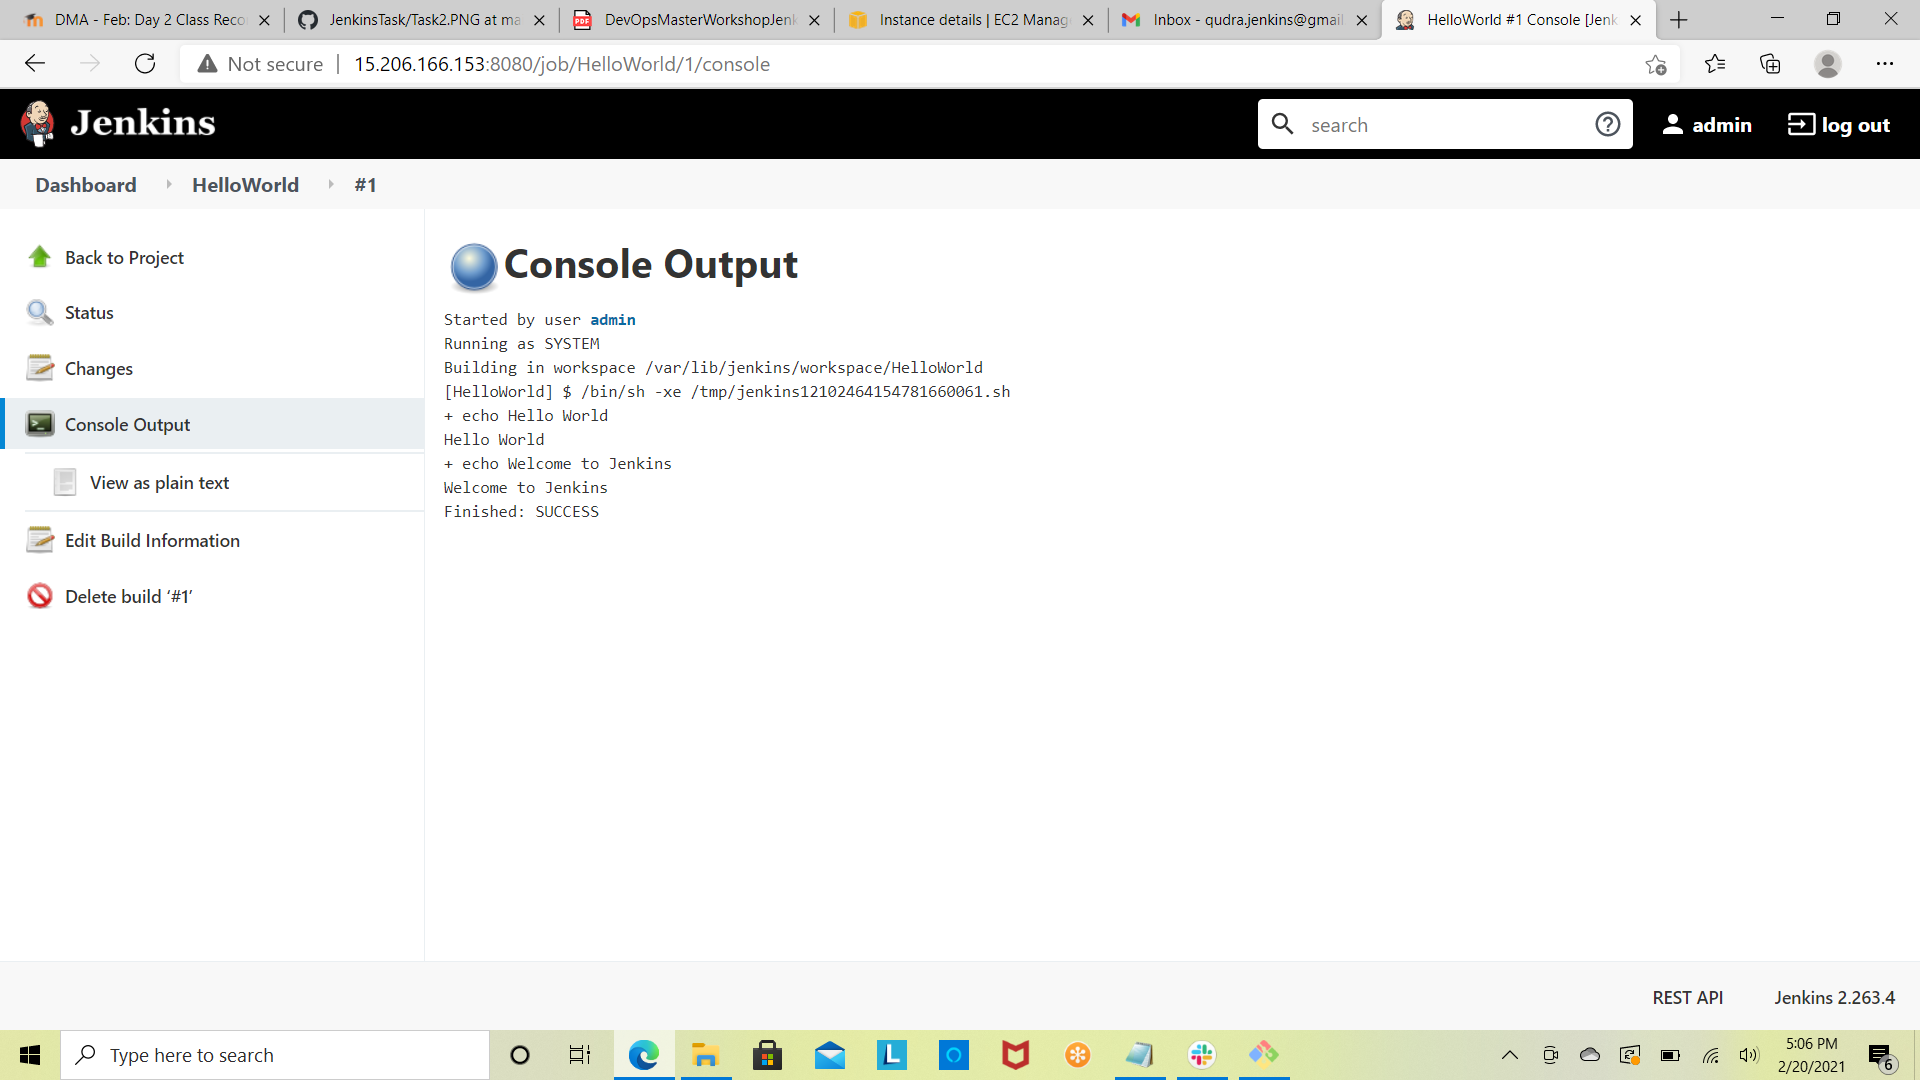 DMA - Feb: Day 2 Class Reco
JenkinsTask/Task2.PNG at ma
DevOpsMasterWorkshopJenk
Instance details | EC2 Manag
Inbox - qudra.jenkins@gmail
HelloWorld #1 Console [Jenk
Not secure | 15.206.166.153:8080/job/HelloWorld/1/console
Jenkins
search
admin
log out
Dashboard
HelloWorld
#1
Back to Project
Status
Changes
Console Output
View as plain text
Edit Build Information
Delete build ‘#1’
Console Output
Started by user admin
Running as SYSTEM
Building in workspace /var/lib/jenkins/workspace/HelloWorld
[HelloWorld] $ /bin/sh -xe /tmp/jenkins12102464154781660061.sh
+ echo Hello World
Hello World
+ echo Welcome to Jenkins
Welcome to Jenkins
Finished: SUCCESS
REST API
Jenkins 2.263.4
Type here to search
5:06 PM
2/20/2021
6